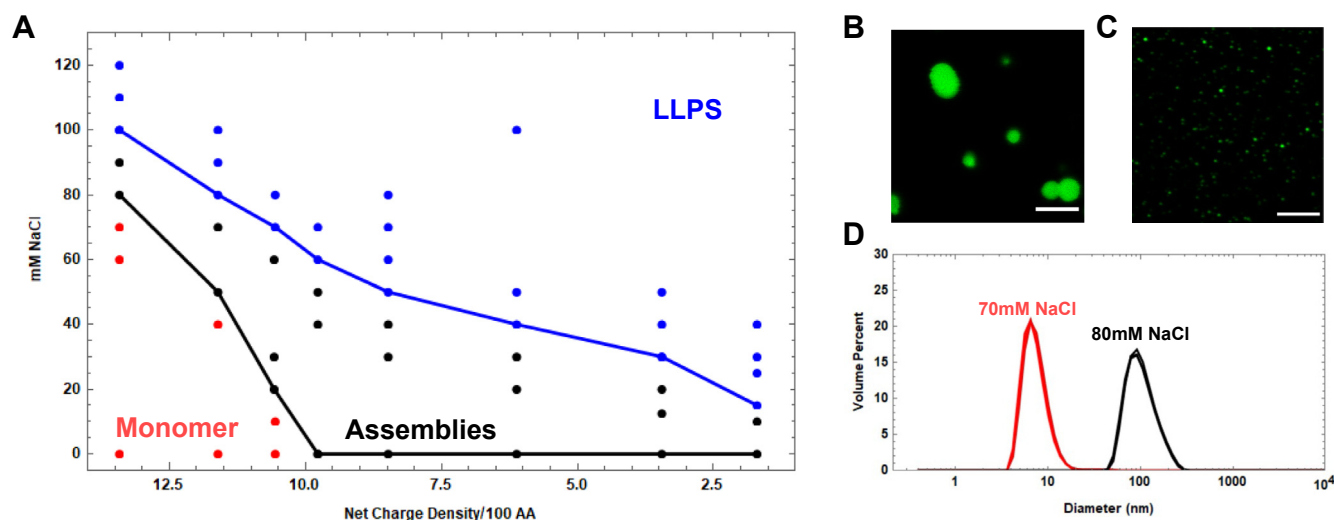 A
120
100
80
60
40
20
0
mM NaCl
LLPS
Monomer
Assemblies
12.5
10.0
7.5
5.0
2.5
Net Charge Density/100 AA
B
C
D
30
25
20
15
10
5
0
Volume Percent
70mM NaCl
80mM NaCl
1
10
100
1000
10⁴
Diameter (nm)